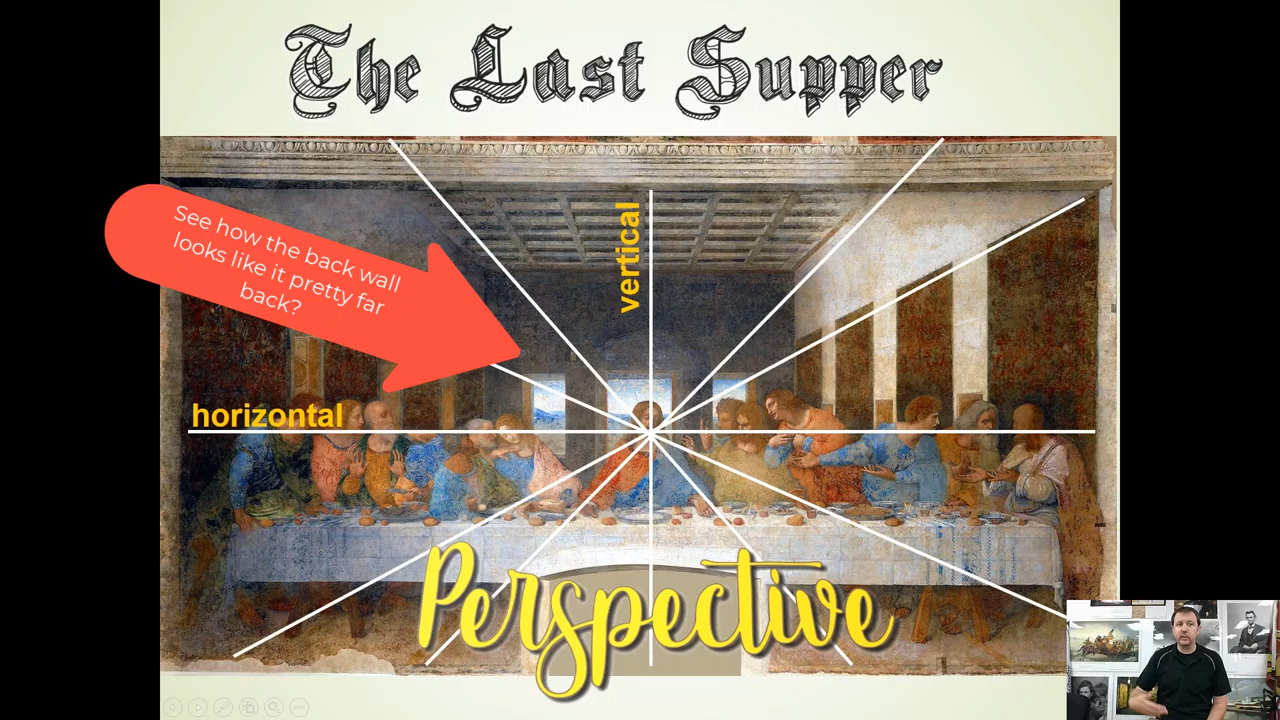 The Last Supper
See how the back wall
looks like it pretty far
back?
vertical
horizontal
Perspective